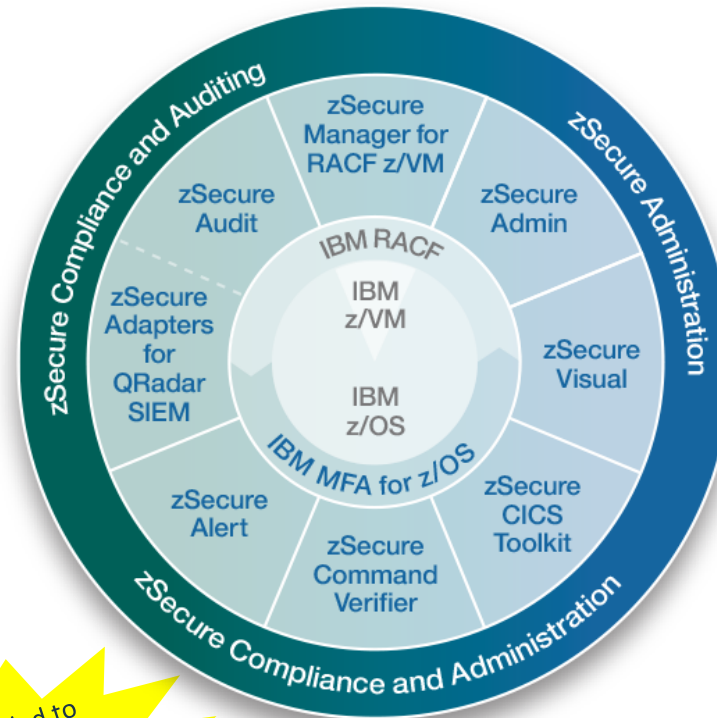 zSecure Compliance and Auditing
zSecure Administration
zSecure Compliance and Administration
zSecure
Manager for
RACF z/VM
zSecure
Admin
zSecure
Visual
zSecure
CICS
Toolkit
zSecure
Command
Verifier
zSecure
Alert
zSecure
Adapters
for
QRadar
SIEM
zSecure
Audit
IBM RACF
IBM
z/VM
IBM
z/OS
IBM MFA for z/OS
to